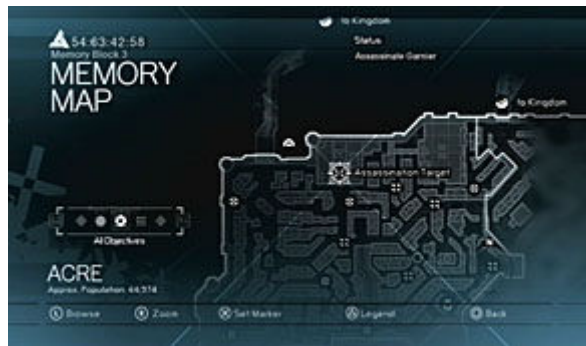 to Kingdom
54:63:42:58
Status
Memory Block 3
Assassinate Garnier
MEMORY
MAP
to Kingdom
Assassination Target
All Objectives
ACRE
Approx. Population: 44,974
Browse
Zoom
Set Marker
Legend
Back